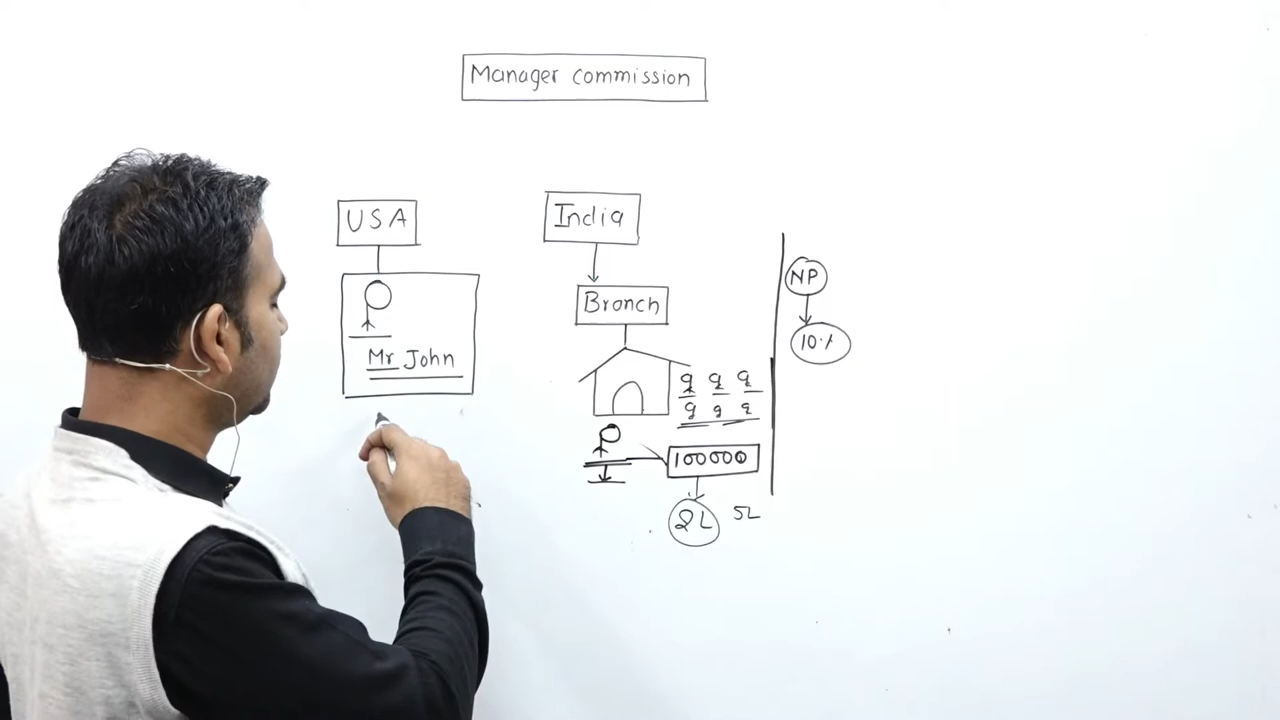 Manager commission
USA
India
NP
Mr John
Branch
10%
100000
2L 5L